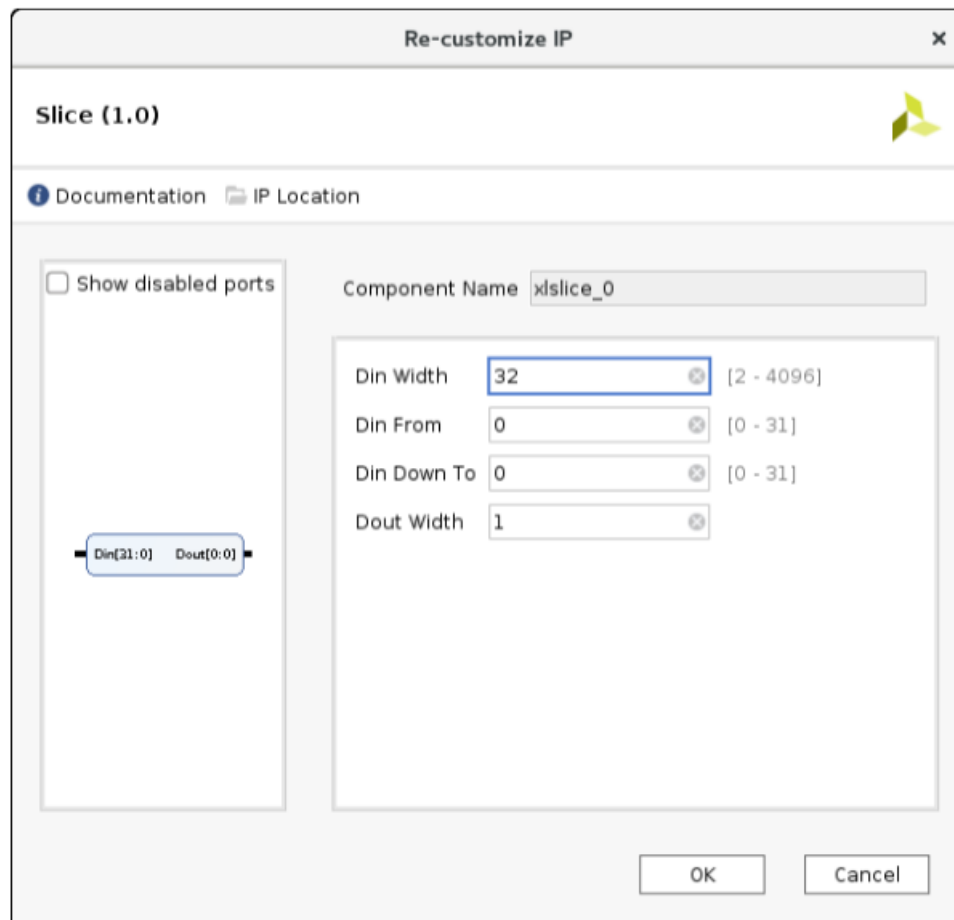 Re-customize IP
Slice (1.0)
Documentation IP Location
Show disabled ports
Component Name xlslice_0
Din Width 32 [2 - 4096]
Din From 0 [0 - 31]
Din Down To 0 [0 - 31]
Dout Width 1
Din[31:0] Dout[0:0]
OK Cancel